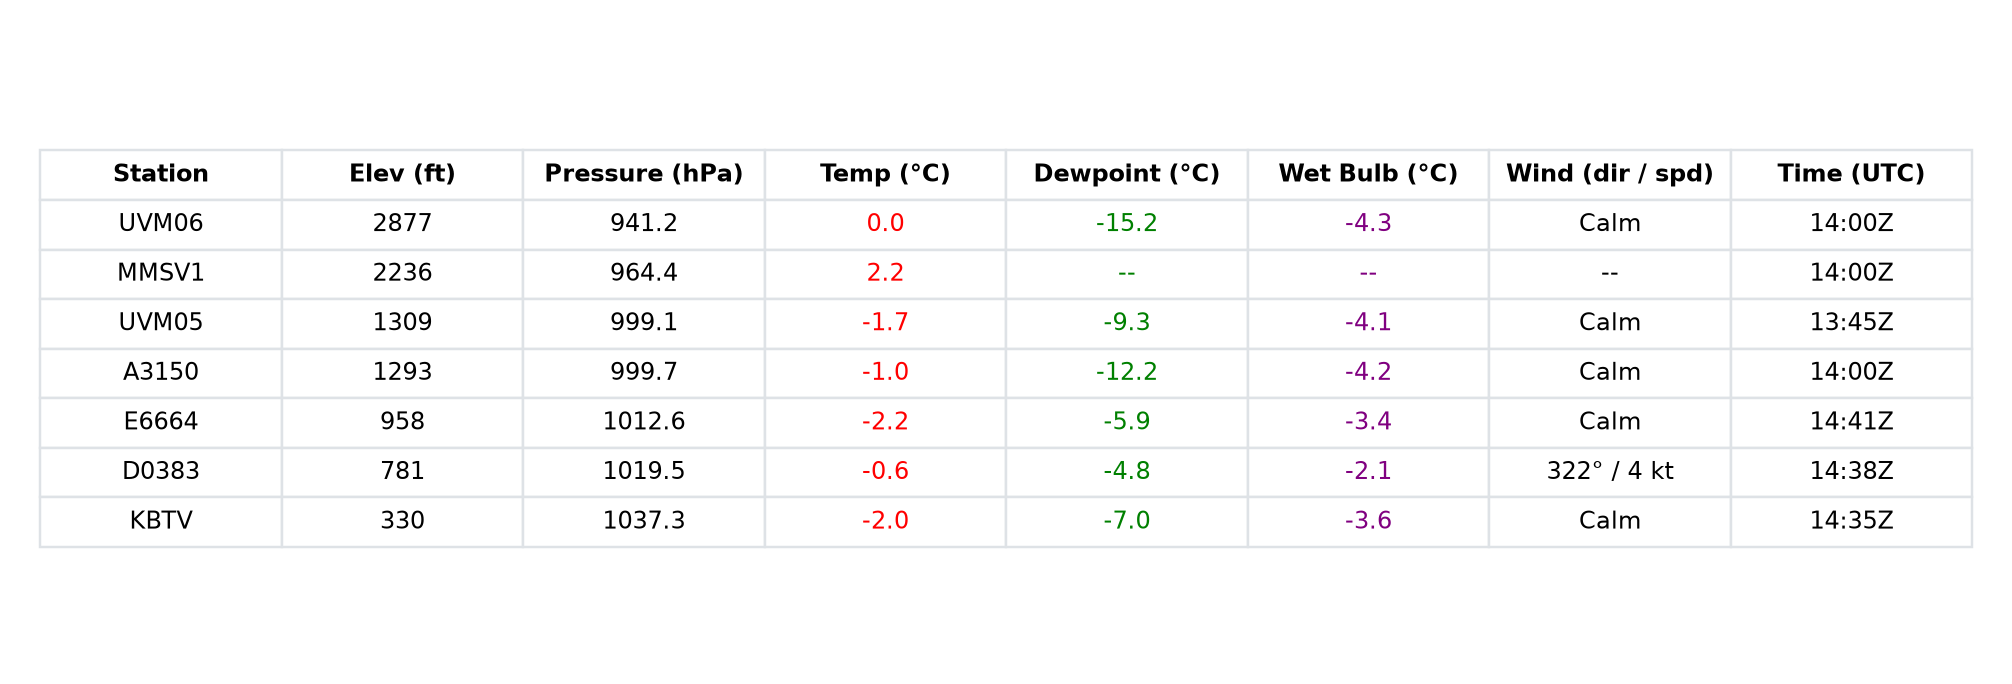 Station Elev (ft) Pressure (hPa) Temp (°C) Dewpoint (°C) Wet Bulb (°C) Wind (dir / spd) Time (UTC)
UVM06 2877 941.2 0.0 -15.2 -4.3 Calm 14:00Z
MMSV1 2236 964.4 2.2 -- -- -- 14:00Z
UVM05 1309 999.1 -1.7 -9.3 -4.1 Calm 13:45Z
A3150 1293 999.7 -1.0 -12.2 -4.2 Calm 14:00Z
E6664 958 1012.6 -2.2 -5.9 -3.4 Calm 14:41Z
D0383 781 1019.5 -0.6 -4.8 -2.1 322° / 4 kt 14:38Z
KBTV 330 1037.3 -2.0 -7.0 -3.6 Calm 14:35Z